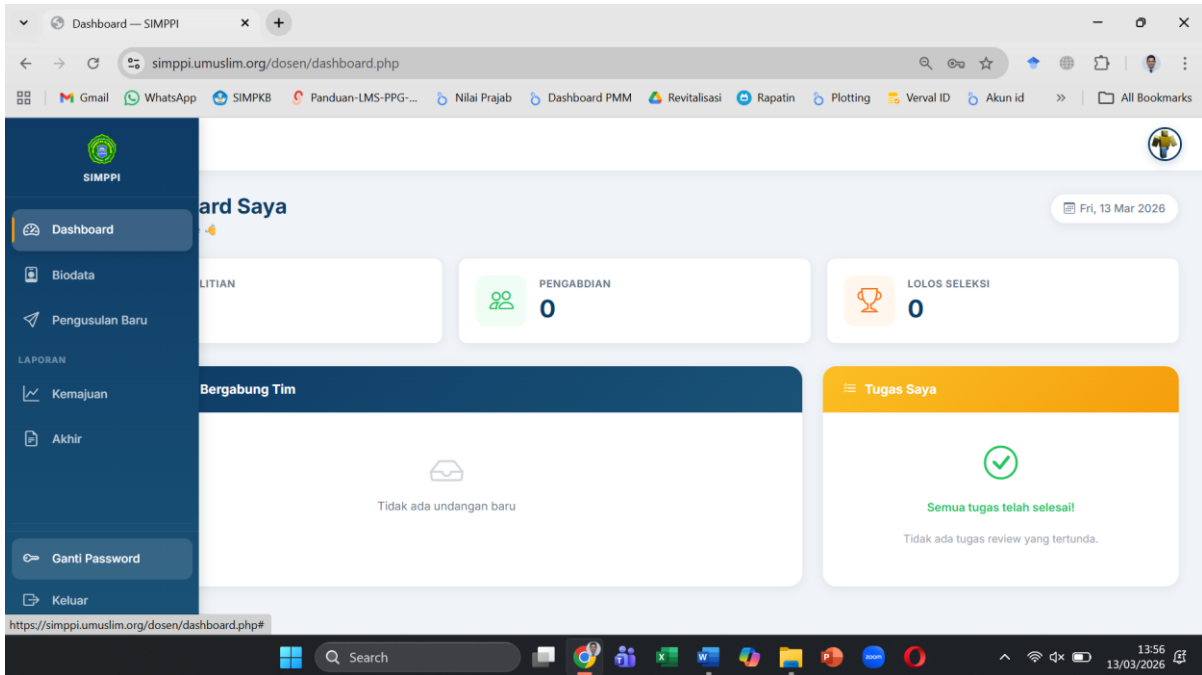 Dashboard — SIMPPI
simppi.umuslim.org/dosen/dashboard.php
Gmail WhatsApp SIMPKB Panduan-LMS-PPG-... Nilai Prajab Dashboard PMM Revitalisasi Rapatin Plotting Verval ID Akun id » All Bookmarks
SIMPPI
Dashboard
Biodata
Pengusulan Baru
LAPORAN
Kemajuan
Akhir
Ganti Password
Keluar
https://simppi.umuslim.org/dosen/dashboard.php#
ard Saya
Fri, 13 Mar 2026
LITIAN
PENGABDIAN
0
LOLOS SELEKSI
0
Bergabung Tim
Tidak ada undangan baru
Tugas Saya
Semua tugas telah selesai!
Tidak ada tugas review yang tertunda.
Search
zoom
13:56
13/03/2026